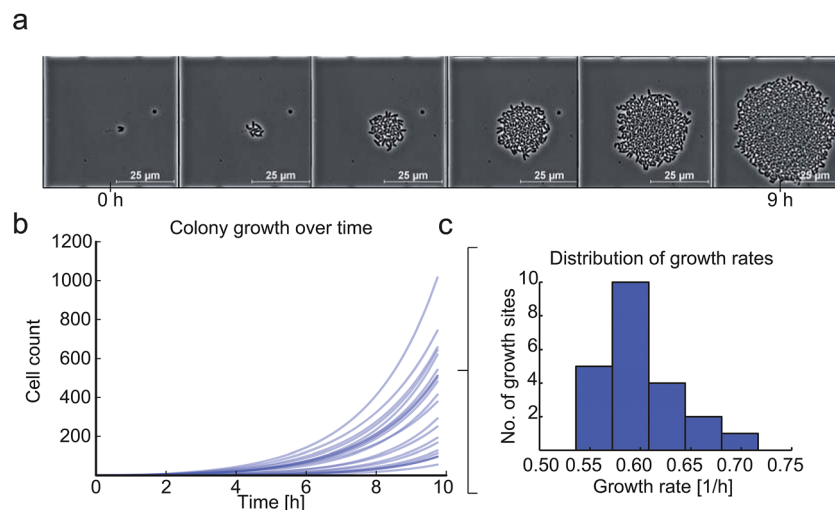 a
25 µm
25 µm
25 µm
25 µm
25 µm
25 µm
0 h
9 h
b
Colony growth over time
1200
1000
800
600
400
200
Cell count
0
2
4
6
8
10
Time [h]
c
Distribution of growth rates
10
8
6
4
2
No. of growth sites
0.50
0.55
0.60
0.65
0.70
0.75
Growth rate [1/h]